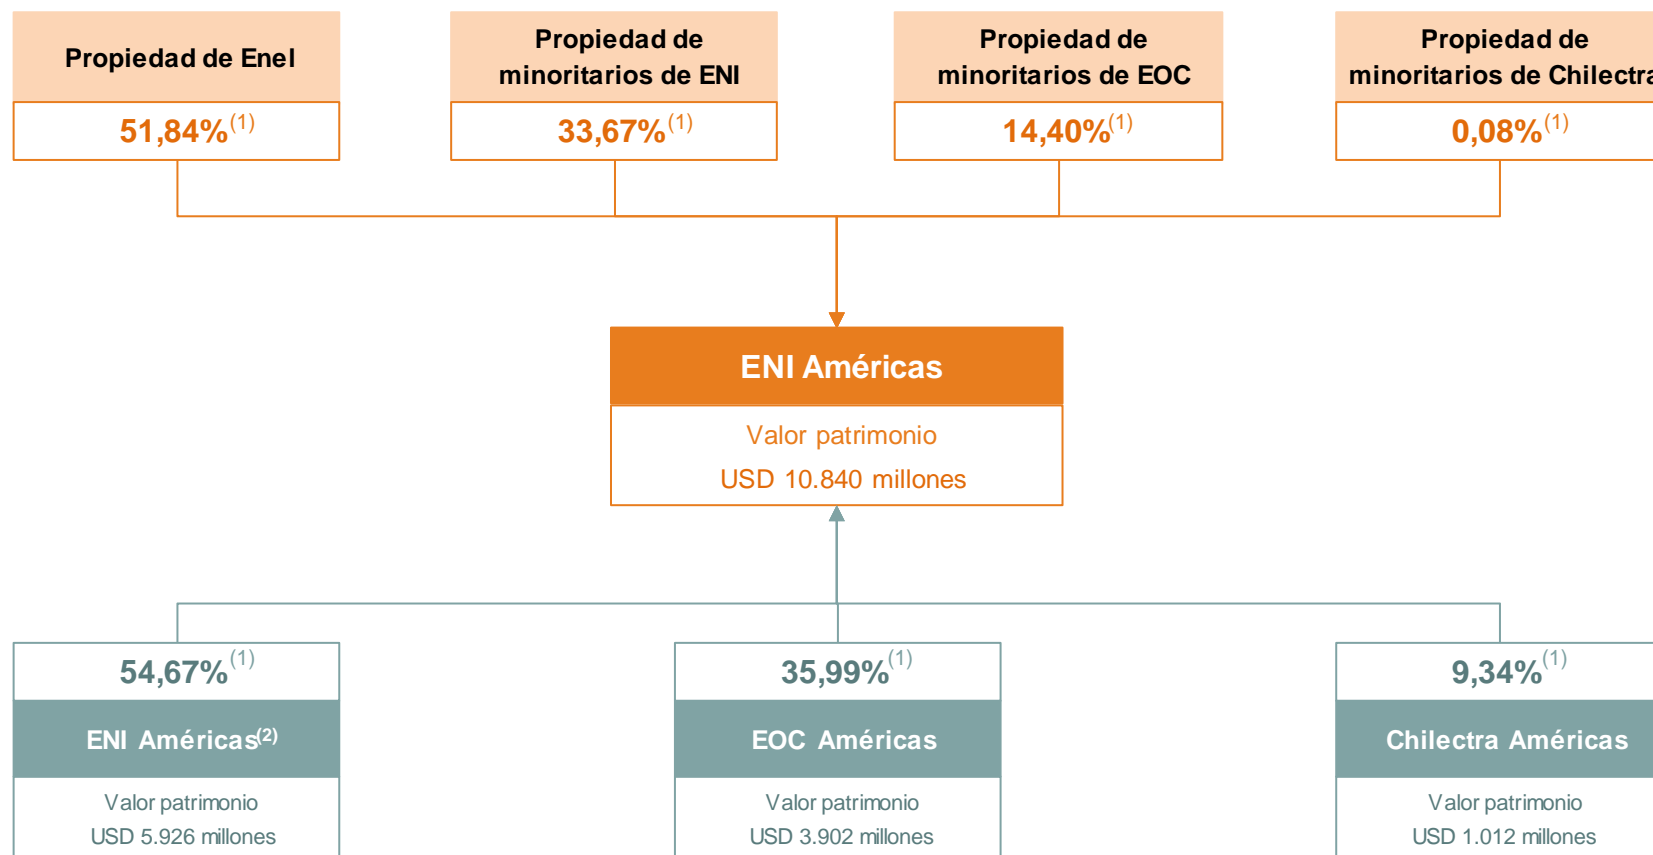 Propiedad de Enel
51,84%(1)
Propiedad de
minoritarios de ENI
33,67%(1)
Propiedad de
minoritarios de EOC
14,40%(1)
Propiedad de
minoritarios de Chilectra
0,08%(1)
ENI Américas
Valor patrimonio
USD 10.840 millones
54,67%(1)
ENI Américas(2)
Valor patrimonio
USD 5.926 millones
35,99%(1)
EOC Américas
Valor patrimonio
USD 3.902 millones
9,34%(1)
Chilectra Américas
Valor patrimonio
USD 1.012 millones